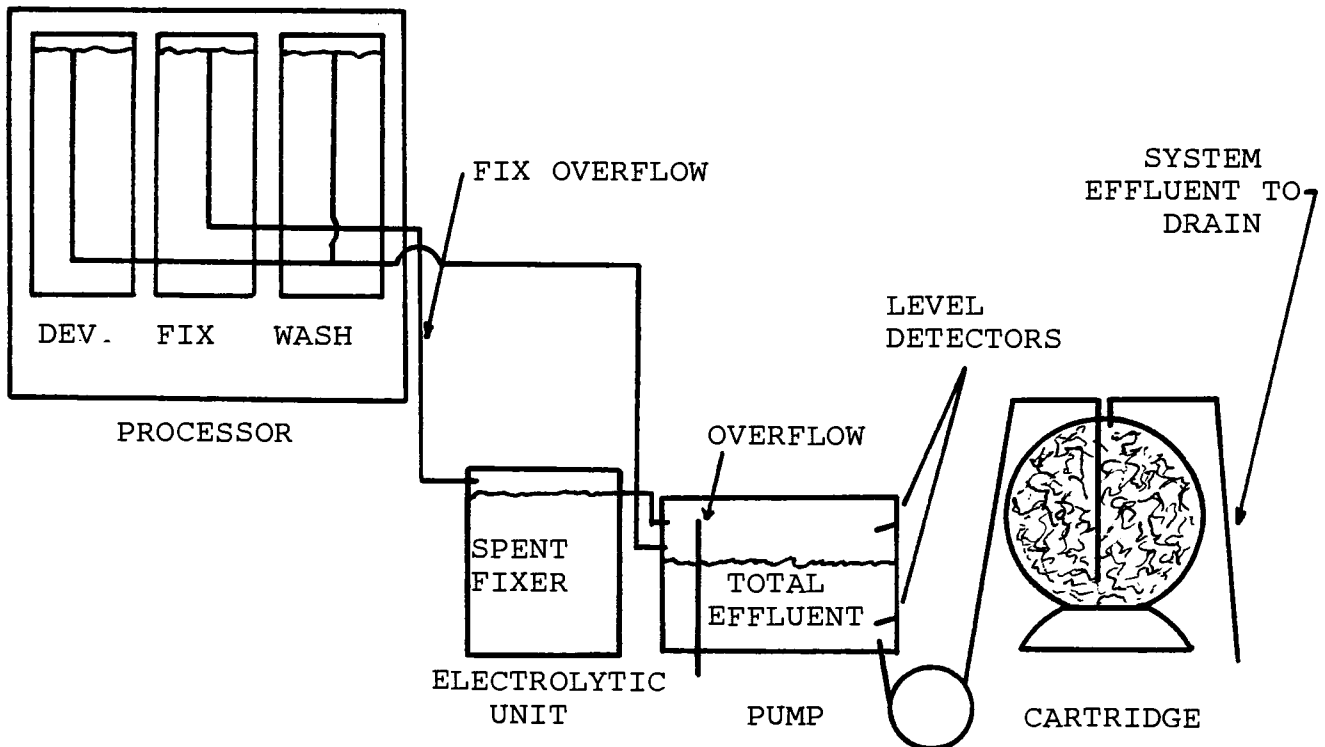 DEV. FIX WASH
PROCESSOR
FIX OVERFLOW
SYSTEM
EFFLUENT TO
DRAIN
LEVEL
DETECTORS
OVERFLOW
SPENT
FIXER
TOTAL
EFFLUENT
ELECTROLYTIC
UNIT
PUMP
CARTRIDGE